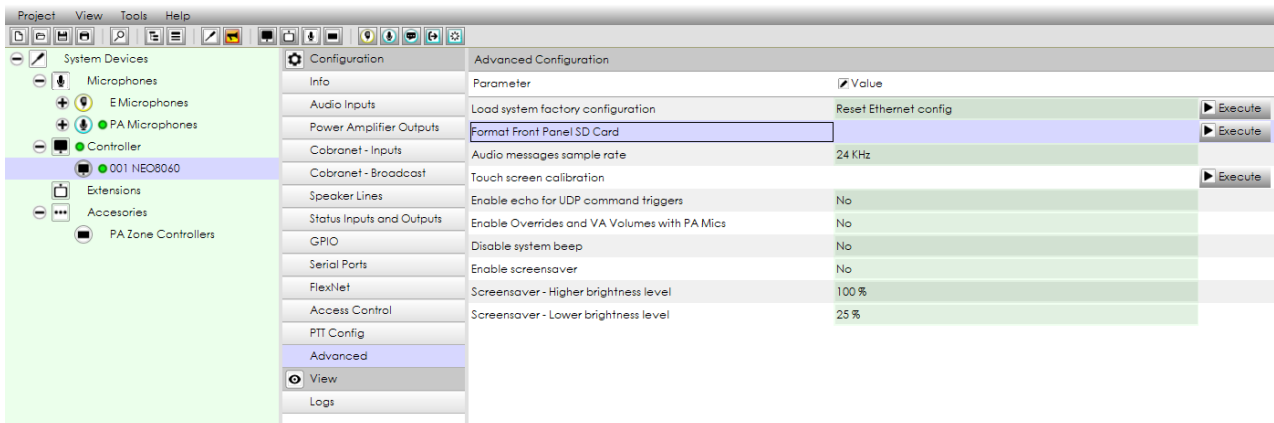 Project View Tools Help
System Devices
Microphones
E Microphones
PA Microphones
Controller
001 NEO8060
Extensions
Accesories
PA Zone Controllers
Configuration
Info
Audio Inputs
Power Amplifier Outputs
Cobranet - Inputs
Cobranet - Broadcast
Speaker Lines
Status Inputs and Outputs
GPIO
Serial Ports
FlexNet
Access Control
PTT Config
Advanced
View
Logs
Advanced Configuration
Parameter Value
Load system factory configuration Reset Ethernet config Execute
Format Front Panel SD Card Execute
Audio messages sample rate 24 KHz
Touch screen calibration Execute
Enable echo for UDP command triggers No
Enable Overrides and VA Volumes with PA Mics No
Disable system beep No
Enable screensaver No
Screensaver - Higher brightness level 100 %
Screensaver - Lower brightness level 25 %